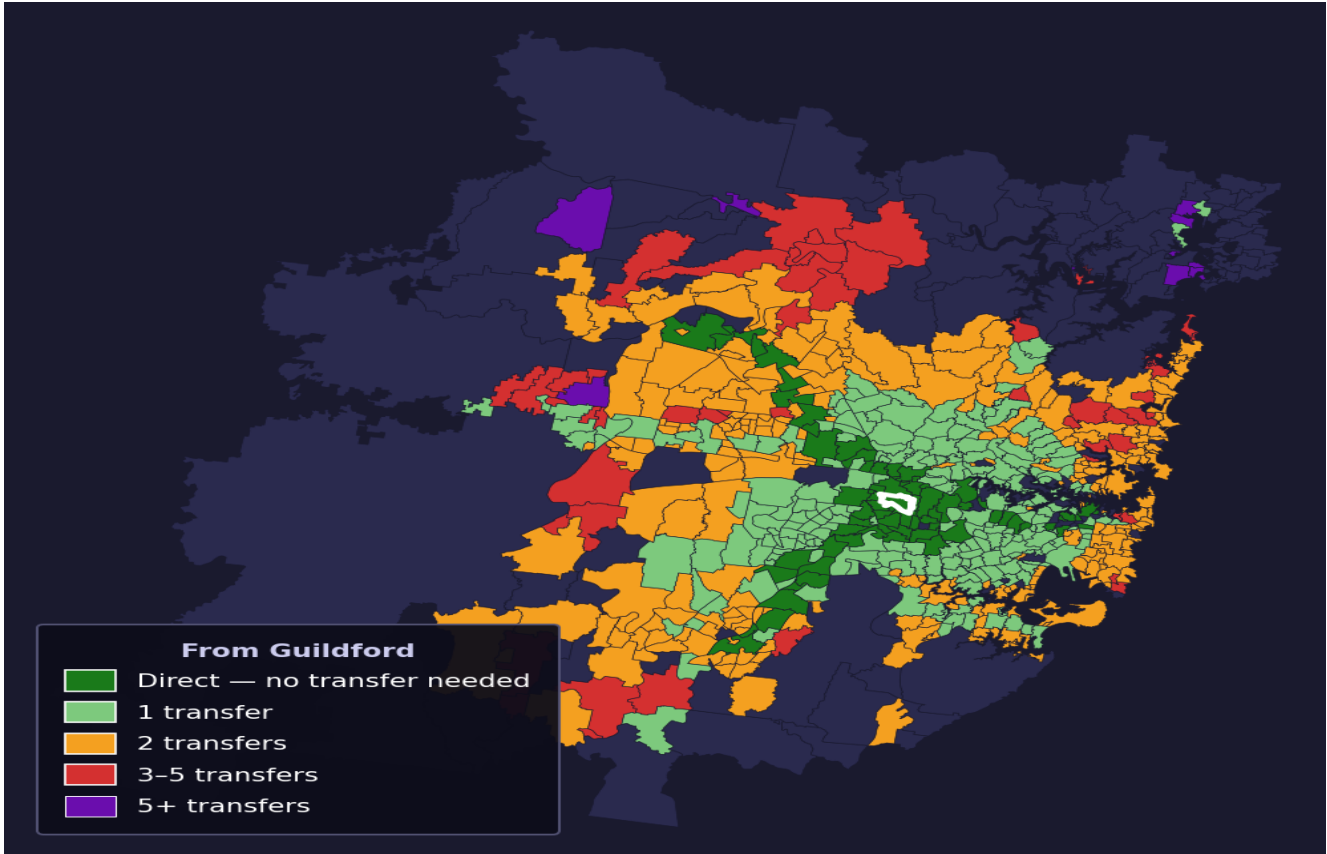 From Guildford
Direct — no transfer needed
1 transfer
2 transfers
3–5 transfers
5+ transfers